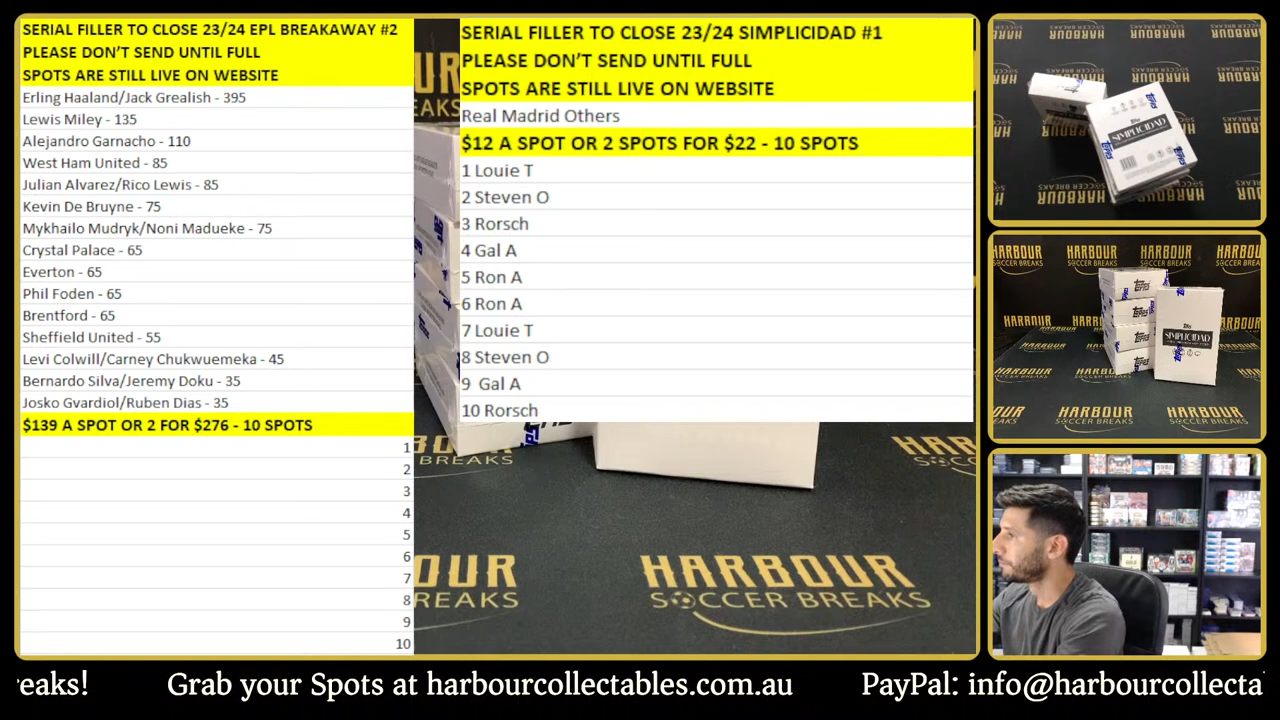 SERIAL FILLER TO CLOSE 23/24 EPL BREAKAWAY #2
PLEASE DON'T SEND UNTIL FULL
SPOTS ARE STILL LIVE ON WEBSITE
Erling Haaland/Jack Grealish - 395
Lewis Miley - 135
Alejandro Garnacho - 110
West Ham United - 85
Julian Alvarez/Rico Lewis - 85
Kevin De Bruyne - 75
Mykhailo Mudryk/Noni Madueke - 75
Crystal Palace - 65
Everton - 65
Phil Foden - 65
Brentford - 65
Sheffield United - 55
Levi Colwill/Carney Chukwuemeka - 45
Bernardo Silva/Jeremy Doku - 35
Josko Gvardiol/Ruben Dias - 35
$139 A SPOT OR 2 FOR $276 - 10 SPOTS
1
2
3
4
5
6
7
8
9
10
SERIAL FILLER TO CLOSE 23/24 SIMPLICIDAD #1
PLEASE DON'T SEND UNTIL FULL
SPOTS ARE STILL LIVE ON WEBSITE
Real Madrid Others
$12 A SPOT OR 2 SPOTS FOR $22 - 10 SPOTS
1 Louie T
2 Steven O
3 Rorsch
4 Gal A
5 Ron A
6 Ron A
7 Louie T
8 Steven O
9 Gal A
10 Rorsch
HARBOUR
SOCCER BREAKS
Topps
SIMPLICIDAD
HARBOUR
SOCCER BREAKS
Topps
SIMPLICIDAD
reaks!
Grab your Spots at harbourcollectables.com.au
PayPal: info@harbourcollecta